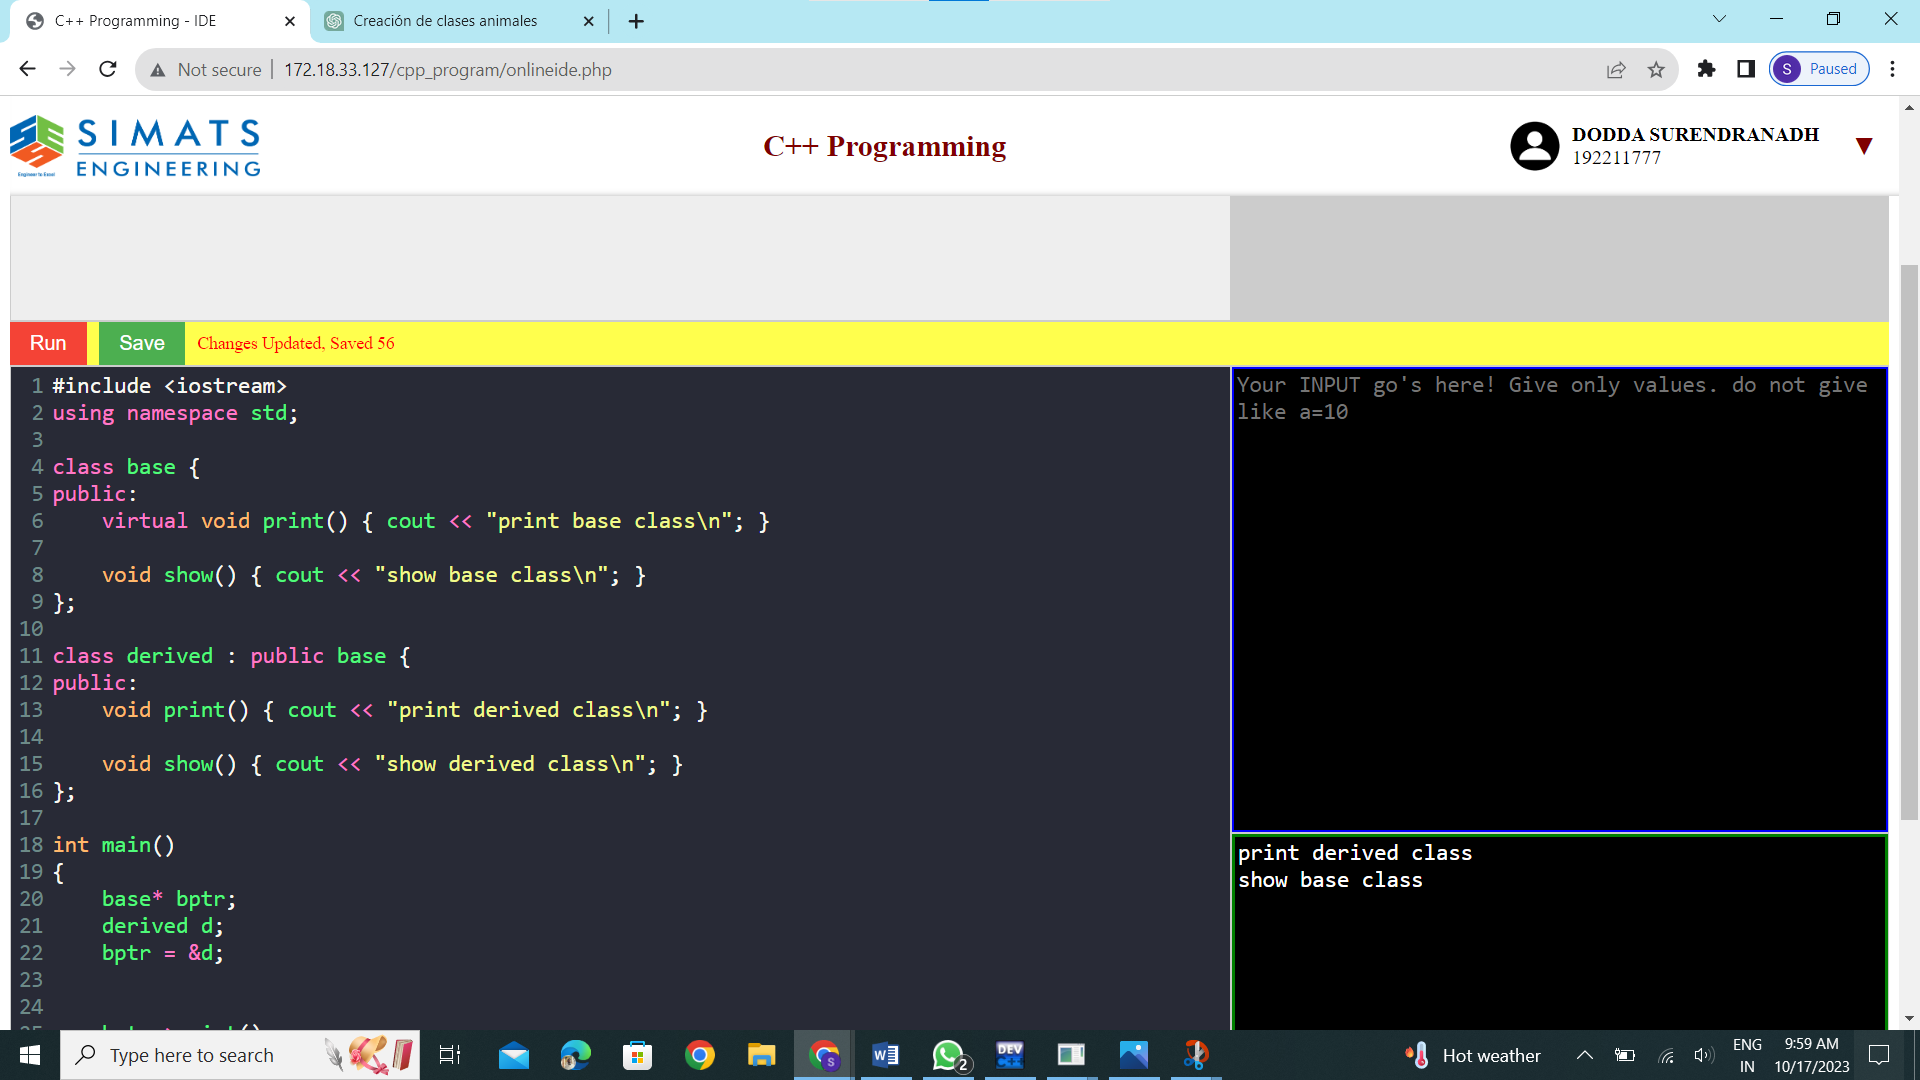 C++ Programming - IDE
Creación de clases animales
Not secure
172.18.33.127/cpp_program/onlineide.php
S
Paused
SIMATS
ENGINEERING
Engineer to Excel
C++ Programming
DODDA SURENDRANADH
192211777
Run
Save
Changes Updated, Saved 56
1 #include <iostream>
2 using namespace std;
3
4 class base {
5 public:
6     virtual void print() { cout << "print base class\n"; }
7
8     void show() { cout << "show base class\n"; }
9 };
10
11 class derived : public base {
12 public:
13     void print() { cout << "print derived class\n"; }
14
15     void show() { cout << "show derived class\n"; }
16 };
17
18 int main()
19 {
20     base* bptr;
21     derived d;
22     bptr = &d;
23
24
Your INPUT go's here! Give only values. do not give
like a=10
print derived class
show base class
Type here to search
S
W
2
DEV
C++
Hot weather
ENG
IN
9:59 AM
10/17/2023